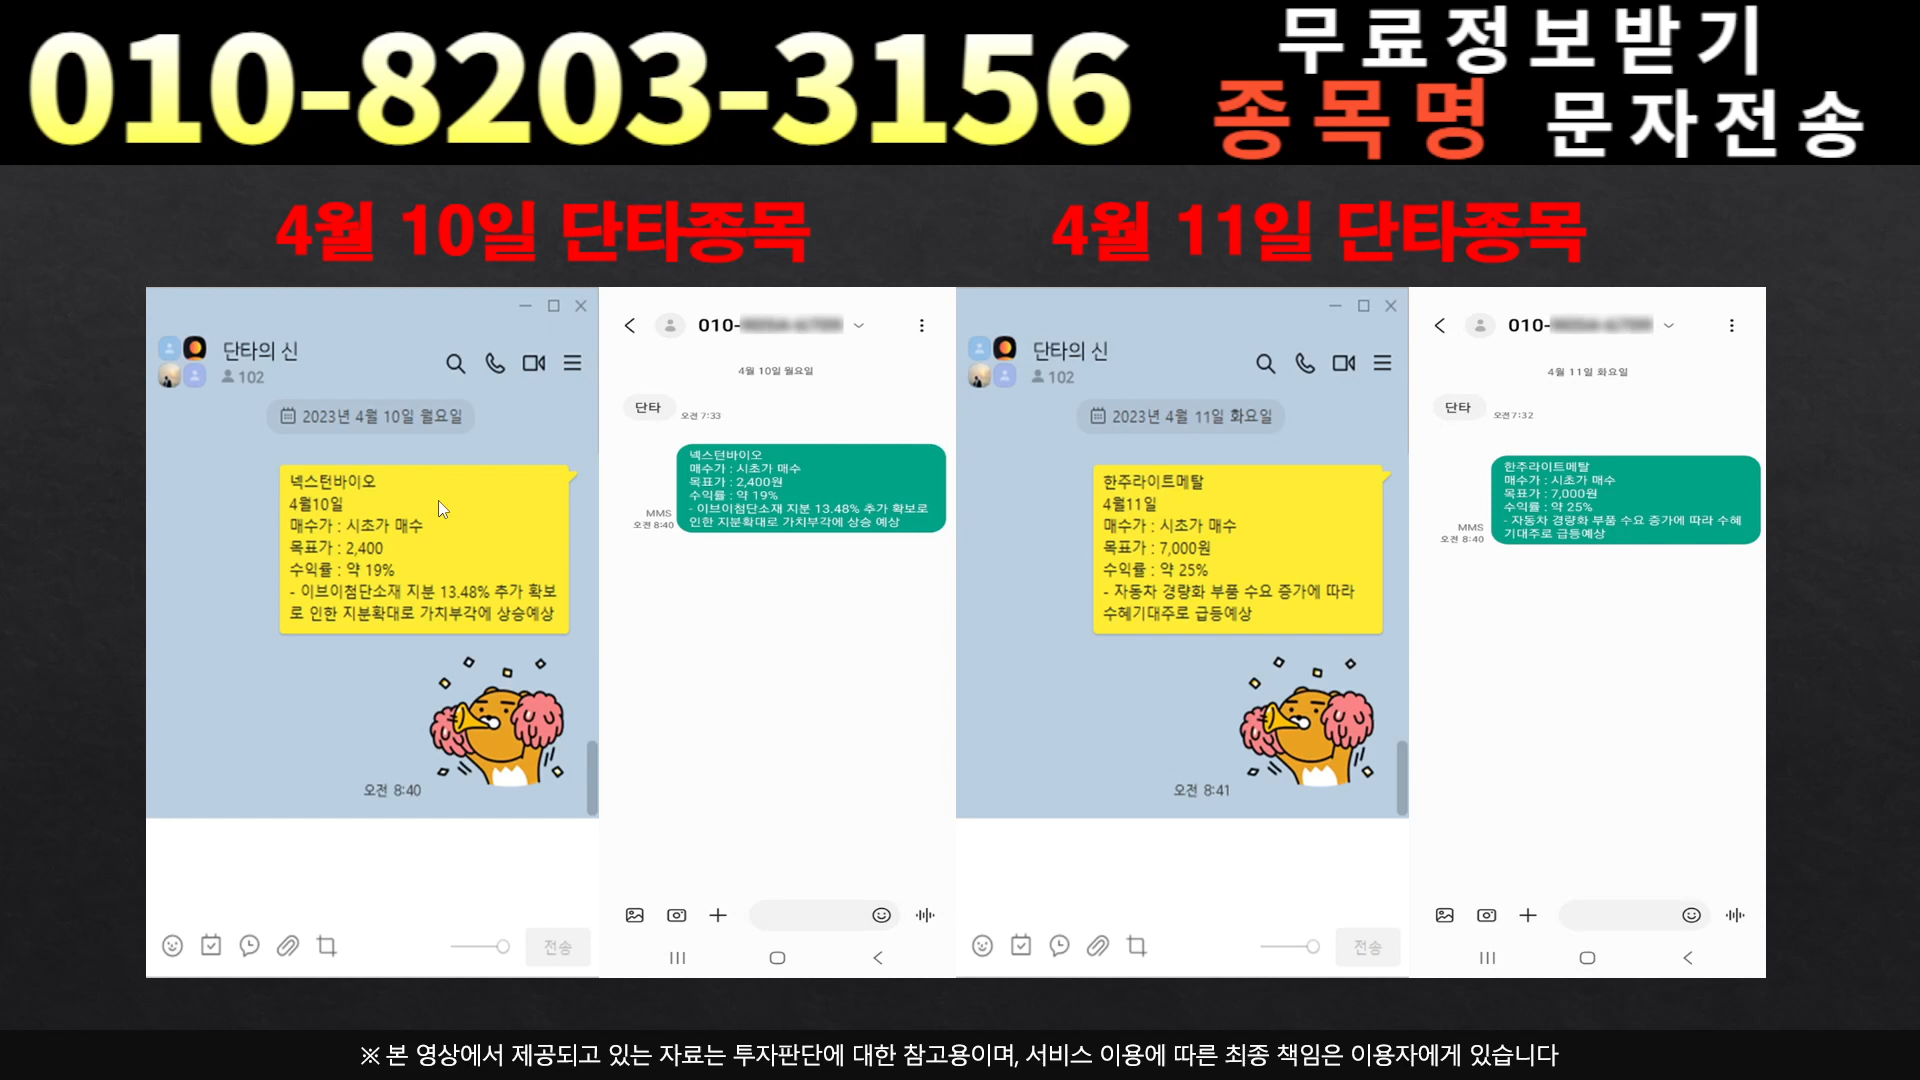 010-8203-3156
무료정보받기
종목명 문자전송
4월 10일 단타종목
4월 11일 단타종목
단타의 신
102
2023년 4월 10일 월요일
넥스턴바이오
4월10일
매수가 : 시초가 매수
목표가 : 2,400
수익률 : 약 19%
- 이브이첨단소재 지분 13.48% 추가 확보
로 인한 지분확대로 가치부각에 상승예상
오전 8:40
전송
010-
4월 10일 월요일
단타
오전 7:33
넥스턴바이오
매수가 : 시초가 매수
목표가 : 2,400원
수익률 : 약 19%
- 이브이첨단소재 지분 13.48% 추가 확보로
인한 지분확대로 가치부각에 상승 예상
MMS
오전 8:40
단타의 신
102
2023년 4월 11일 화요일
한주라이트메탈
4월11일
매수가 : 시초가 매수
목표가 : 7,000원
수익률 : 약 25%
- 자동차 경량화 부품 수요 증가에 따라
수혜기대주로 급등예상
오전 8:41
전송
010-
4월 11일 화요일
단타
오전 7:32
한주라이트메탈
매수가 : 시초가 매수
목표가 : 7,000원
수익률 : 약 25%
- 자동차 경량화 부품 수요 증가에 따라 수혜
기대주로 급등예상
MMS
오전 8:40
※ 본 영상에서 제공되고 있는 자료는 투자판단에 대한 참고용이며, 서비스 이용에 따른 최종 책임은 이용자에게 있습니다